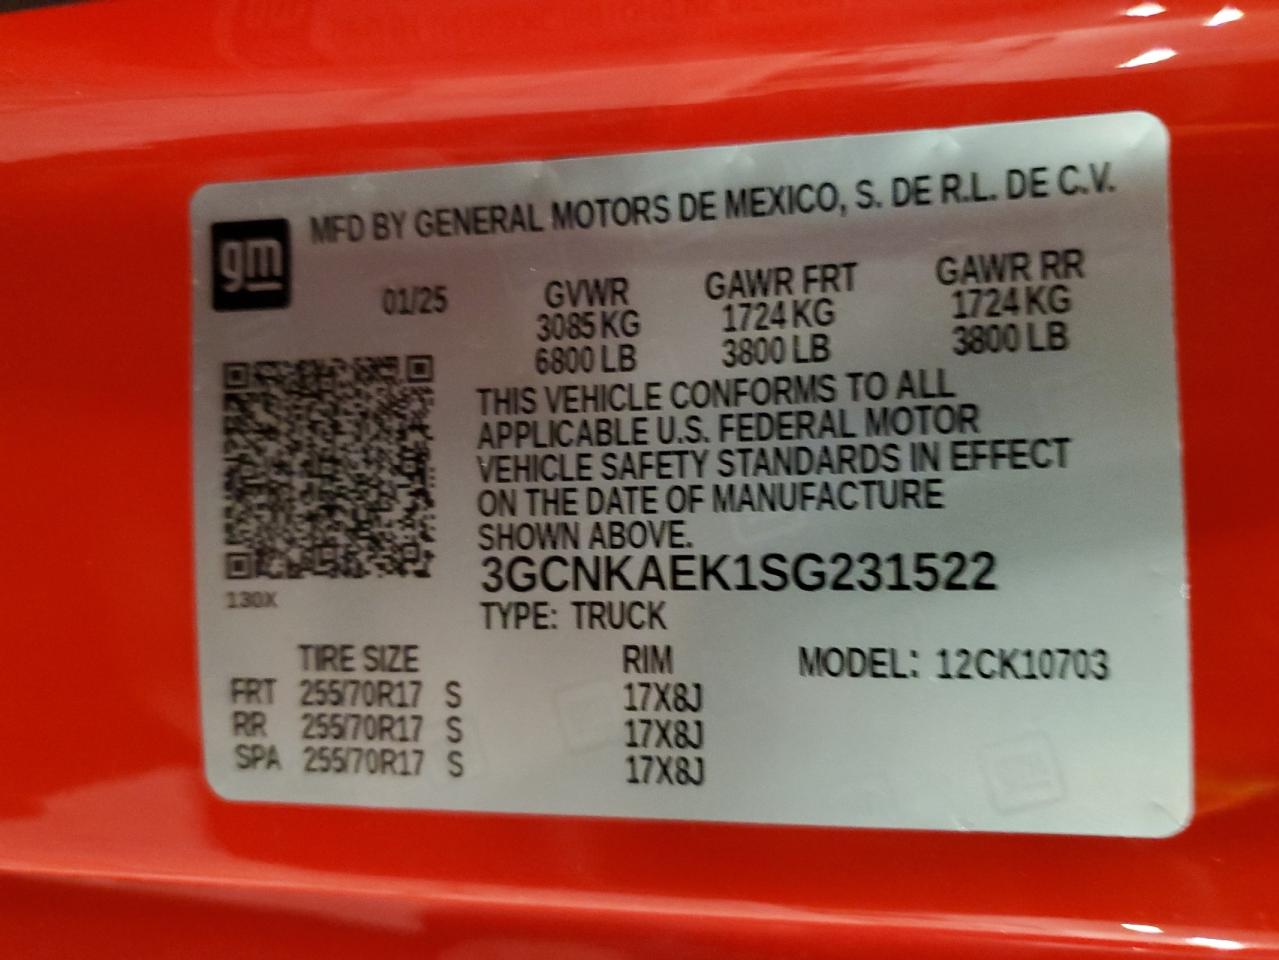 gm
MFD BY GENERAL MOTORS DE MEXICO, S. DE R.L. DE C.V.
01/25 GVWR GAWR FRT GAWR RR
3085 KG 1724 KG 1724 KG
6800 LB 3800 LB 3800 LB
THIS VEHICLE CONFORMS TO ALL
APPLICABLE U.S. FEDERAL MOTOR
VEHICLE SAFETY STANDARDS IN EFFECT
ON THE DATE OF MANUFACTURE
SHOWN ABOVE.
3GCNKAEK1SG231522
130X
TYPE: TRUCK
TIRE SIZE RIM MODEL: 12CK10703
FRT 255/70R17 S 17X8J
RR 255/70R17 S 17X8J
SPA 255/70R17 S 17X8J